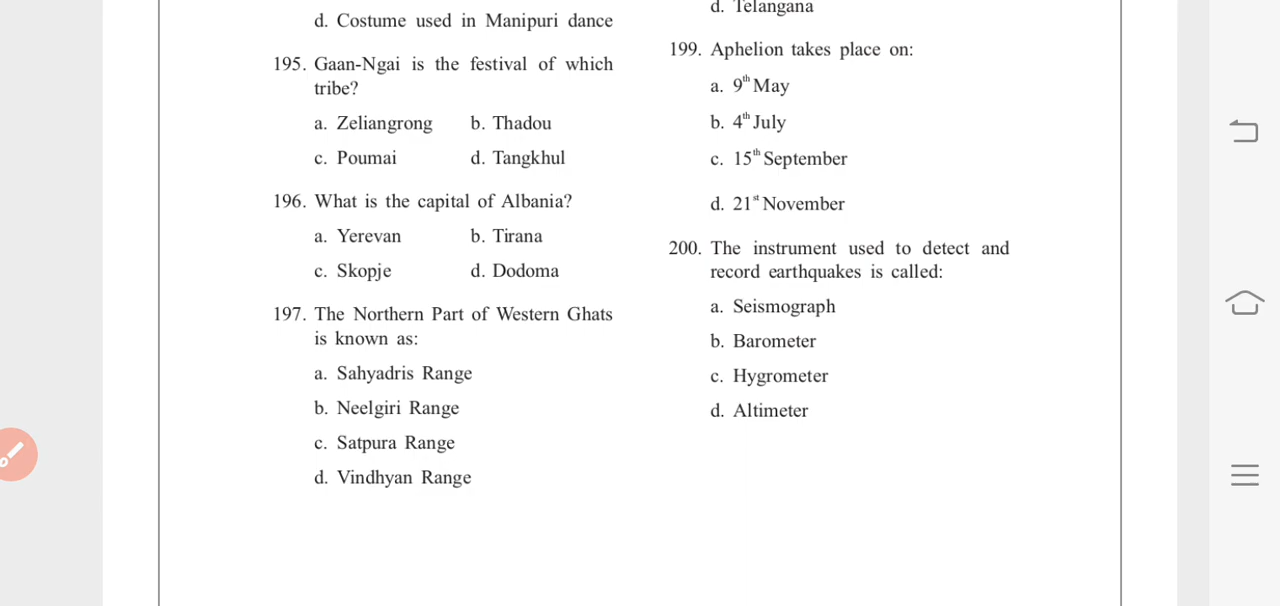 d. Costume used in Manipuri dance
195. Gaan-Ngai is the festival of which
tribe?
a. Zeliangrong b. Thadou
c. Poumai d. Tangkhul
196. What is the capital of Albania?
a. Yerevan b. Tirana
c. Skopje d. Dodoma
197. The Northern Part of Western Ghats
is known as:
a. Sahyadris Range
b. Neelgiri Range
c. Satpura Range
d. Vindhyan Range
d. Telangana
199. Aphelion takes place on:
a. 9th May
b. 4th July
c. 15th September
d. 21st November
200. The instrument used to detect and
record earthquakes is called:
a. Seismograph
b. Barometer
c. Hygrometer
d. Altimeter